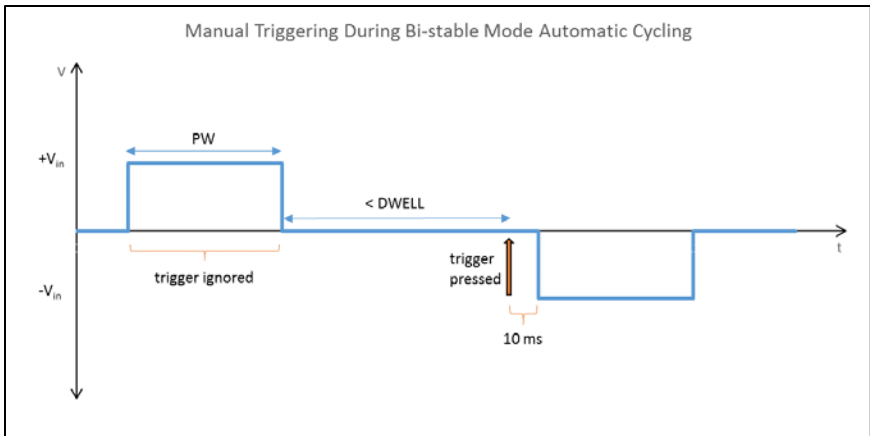 Manual Triggering During Bi-stable Mode Automatic Cycling
V
PW
+Vin
< DWELL
t
trigger ignored
trigger
pressed
-Vin
10 ms